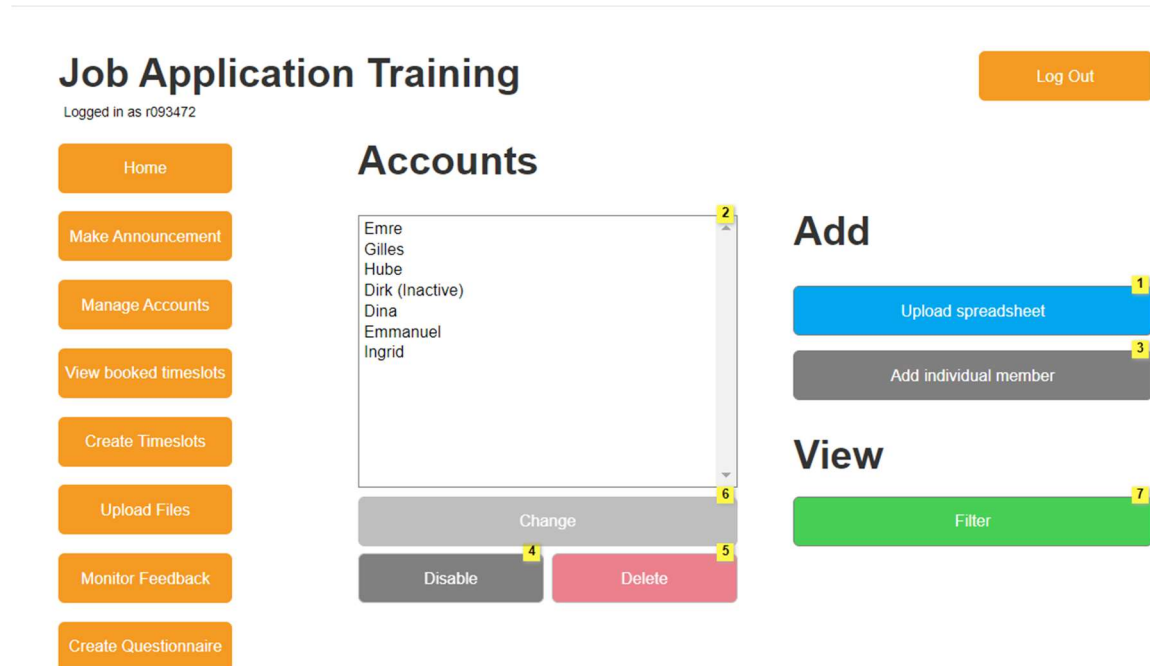 Job Application Training
Log Out
Logged in as r093472
Home
Make Announcement
Manage Accounts
View booked timeslots
Create Timeslots
Upload Files
Monitor Feedback
Create Questionnaire
Accounts
2
Emre
Gilles
Hube
Dirk (Inactive)
Dina
Emmanuel
Ingrid
6
Change
4
Disable
5
Delete
Add
1
Upload spreadsheet
3
Add individual member
View
7
Filter